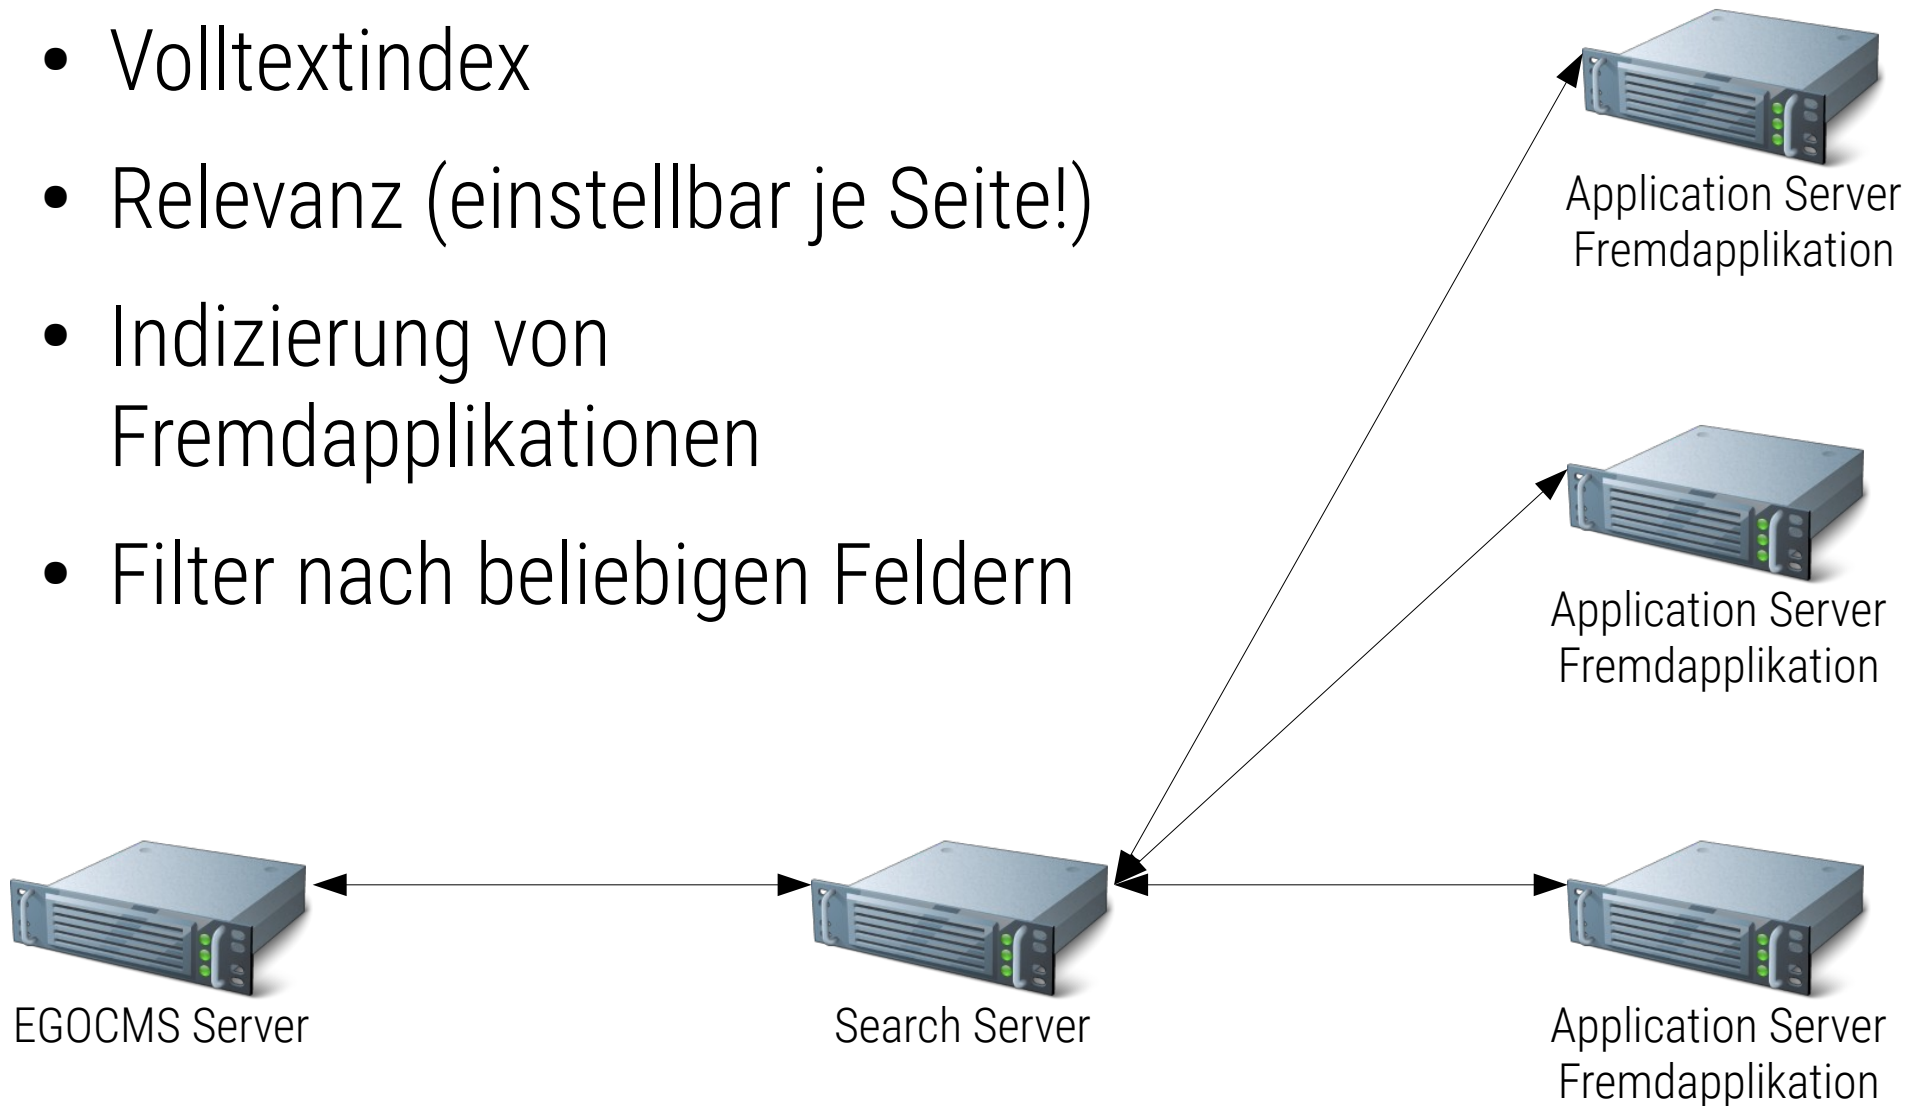 • Volltextindex
• Relevanz (einstellbar je Seite!)
• Indizierung von
Fremdapplikationen
• Filter nach beliebigen Feldern
Application Server
Fremdapplikation
Application Server
Fremdapplikation
EGOCMS Server
Search Server
Application Server
Fremdapplikation